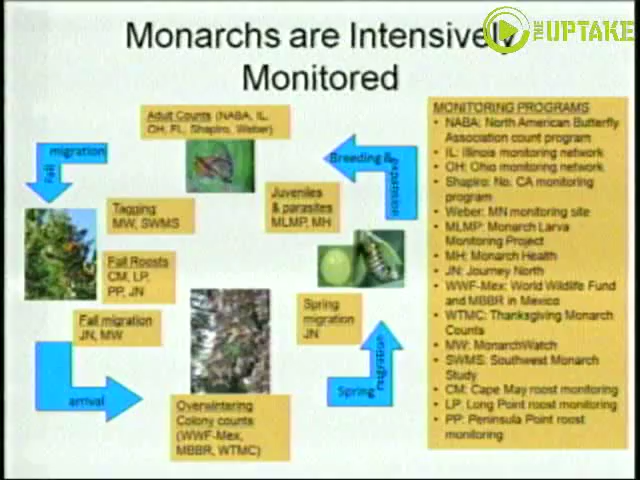 Monarchs are Intensively
Monitored
THE UPTAKE
Adult Counts (NABA, IL,
OH, FL, Shapiro, Weber)
Fall
migration
Breeding &
expansion
Tagging
MW, SWMS
Fall Roosts
CM, LP,
PP, JN
Fall migration
JN, MW
Juveniles
& parasites
MLMP, MH
Spring
migration
JN
arrival
Overwintering
Colony counts
(WWF-Mex,
MBBR, WTMC)
Spring
migration
MONITORING PROGRAMS
• NABA: North American Butterfly
Association count program
• IL: Illinois monitoring network
• OH: Ohio monitoring network
• Shapiro: No. CA monitoring
program
• Weber: MN monitoring site
• MLMP: Monarch Larva
Monitoring Project
• MH: Monarch Health
• JN: Journey North
• WWF-Mex: World Wildlife Fund
and MBBR in Mexico
• WTMC: Thanksgiving Monarch
Counts
• MW: MonarchWatch
• SWMS: Southwest Monarch
Study
• CM: Cape May roost monitoring
• LP: Long Point roost monitoring
• PP: Peninsula Point roost
monitoring